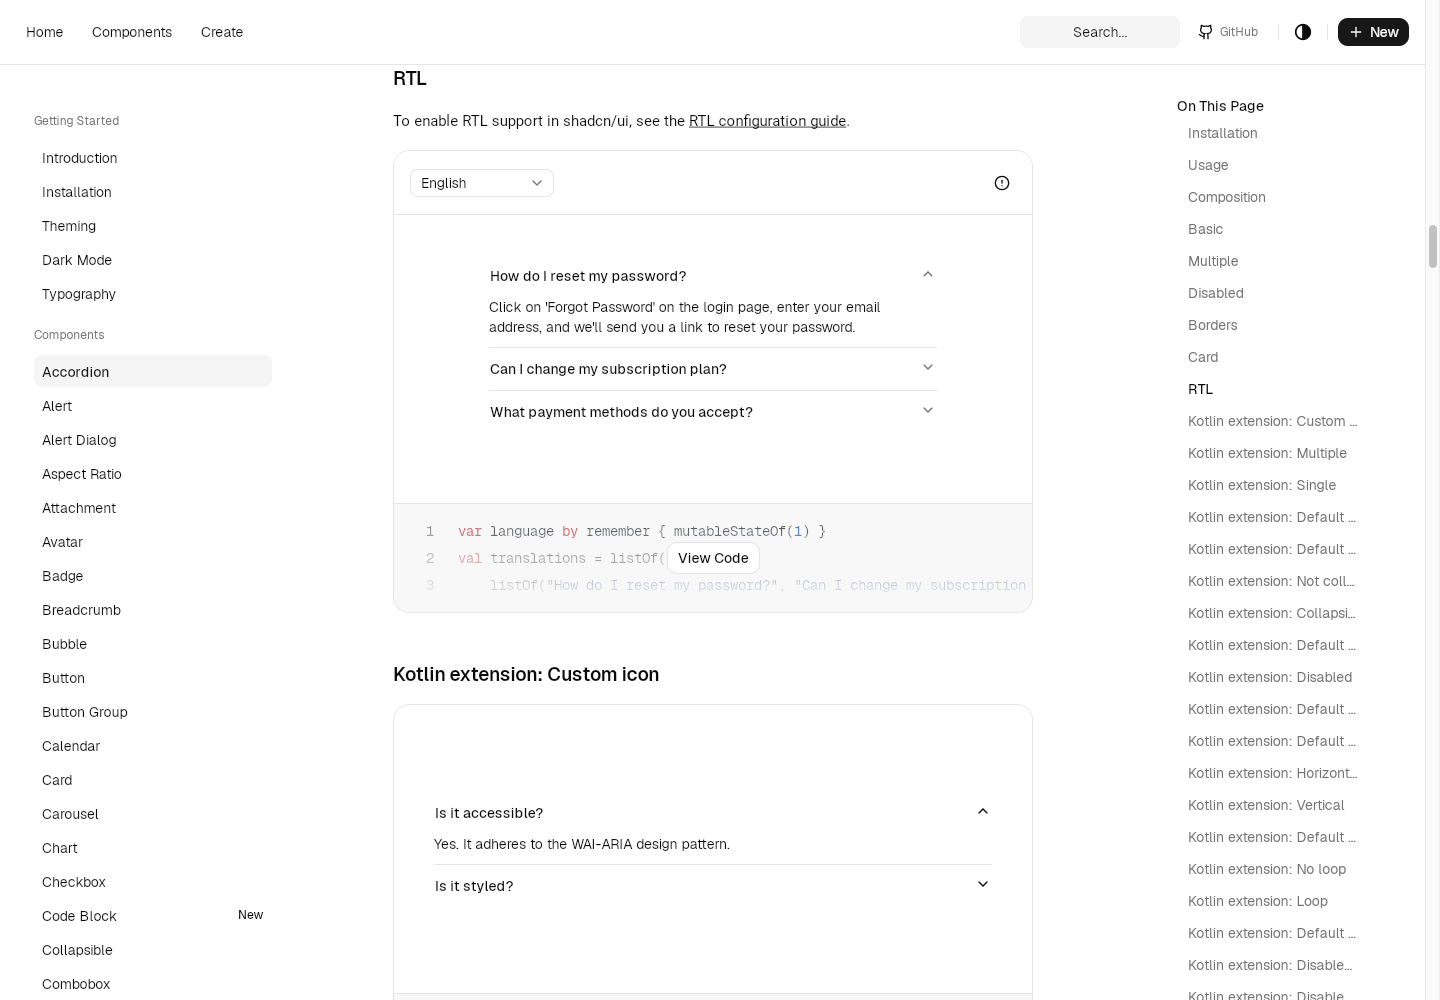 Home
Components
Create
Search...
GitHub
New
Getting Started
Introduction
Installation
Theming
Dark Mode
Typography
Components
Accordion
Alert
Alert Dialog
Aspect Ratio
Attachment
Avatar
Badge
Breadcrumb
Bubble
Button
Button Group
Calendar
Card
Carousel
Chart
Checkbox
Code Block
New
Collapsible
Combobox
RTL
To enable RTL support in shadcn/ui, see the RTL configuration guide.
English
How do I reset my password?
Click on 'Forgot Password' on the login page, enter your email
address, and we'll send you a link to reset your password.
Can I change my subscription plan?
What payment methods do you accept?
1 var language by remember { mutableStateOf(1) }
2 val translations = listOf(
View Code
3 listOf("How do I reset my password?", "Can I change my subscription
Kotlin extension: Custom icon
Is it accessible?
Yes. It adheres to the WAI-ARIA design pattern.
Is it styled?
On This Page
Installation
Usage
Composition
Basic
Multiple
Disabled
Borders
Card
RTL
Kotlin extension: Custom ...
Kotlin extension: Multiple
Kotlin extension: Single
Kotlin extension: Default ...
Kotlin extension: Default ...
Kotlin extension: Not coll...
Kotlin extension: Collapsi...
Kotlin extension: Default ...
Kotlin extension: Disabled
Kotlin extension: Default ...
Kotlin extension: Default ...
Kotlin extension: Horizont...
Kotlin extension: Vertical
Kotlin extension: Default ...
Kotlin extension: No loop
Kotlin extension: Loop
Kotlin extension: Default ...
Kotlin extension: Disable...
Kotlin extension: Disable...